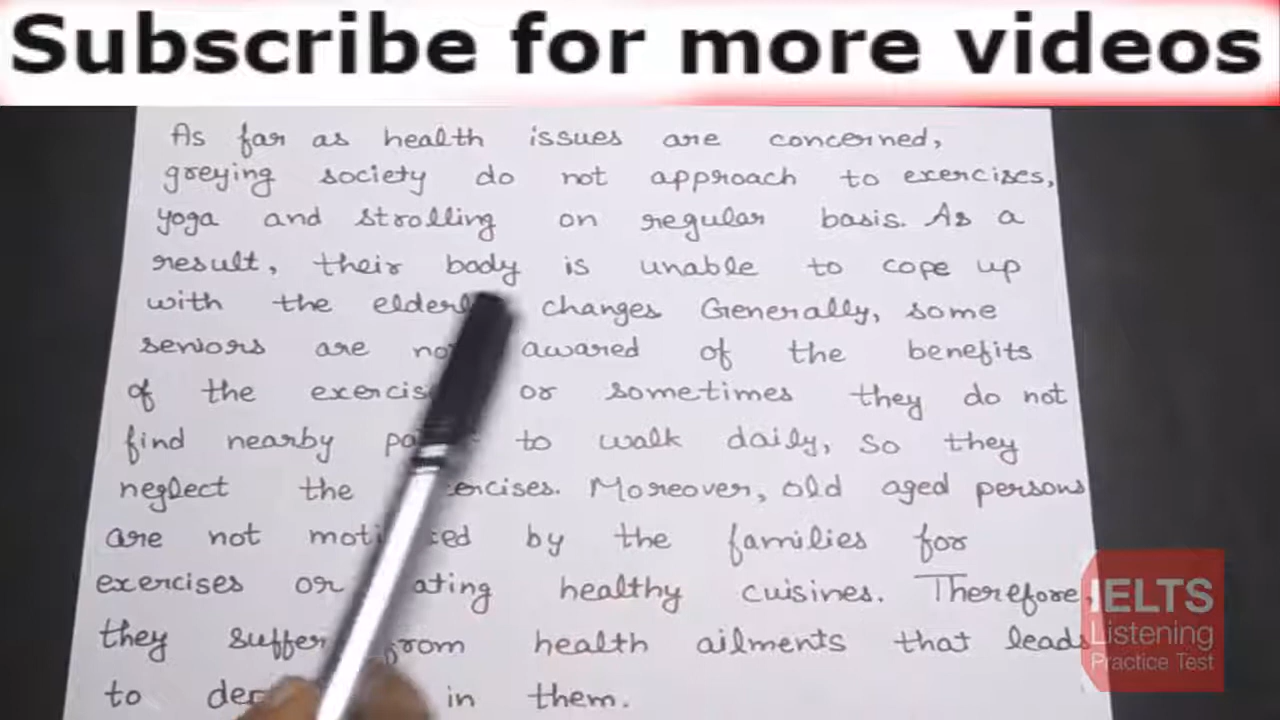 Subscribe for more videos
As far as health issues are concerned,
greying society do not approach to exercises,
yoga and strolling on regular basis. As a
result, their body is unable to cope up
with the changes Generally, some
seniors are awared of the benefits
of the or sometimes they do not
find nearby to walk daily, so they
neglect the Moreover, old aged persons
are not by the families for
exercises or healthy cuisines. Therefore,
they suffer from health ailments that leads
to in them.
IELTS
Listening
Practice Test